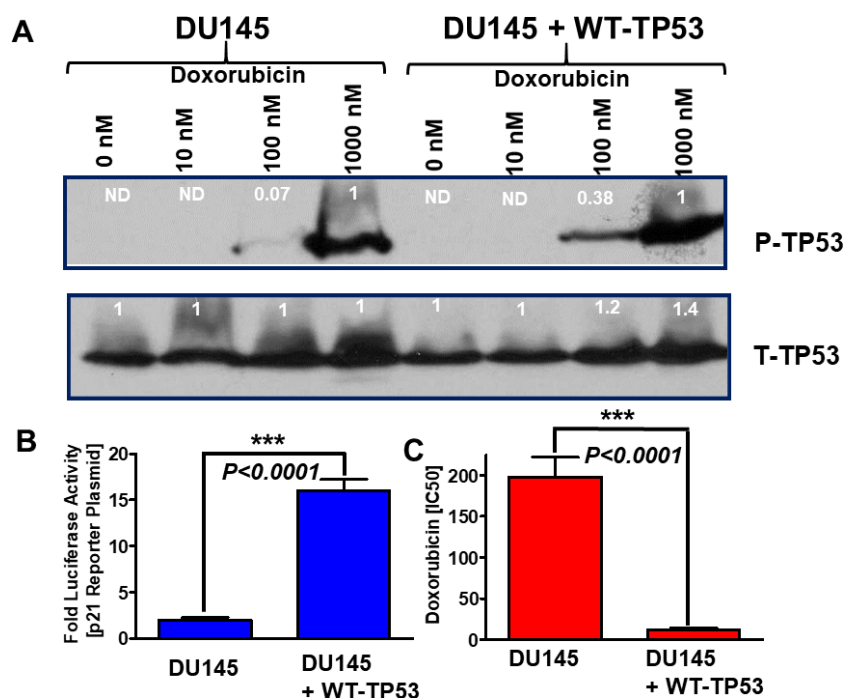 A
DU145
DU145 + WT-TP53
Doxorubicin
Doxorubicin
0 nM
10 nM
100 nM
1000 nM
0 nM
10 nM
100 nM
1000 nM
ND
ND
0.07
1
ND
ND
0.38
1
P-TP53
1
1
1
1
1
1
1.2
1.4
T-TP53
B
Fold Luciferase Activity
[p21 Reporter Plasmid]
20
15
10
5
0
***
P<0.0001
DU145
DU145
+ WT-TP53
C
Doxorubicin [IC50]
200
150
100
50
0
***
P<0.0001
DU145
DU145
+ WT-TP53